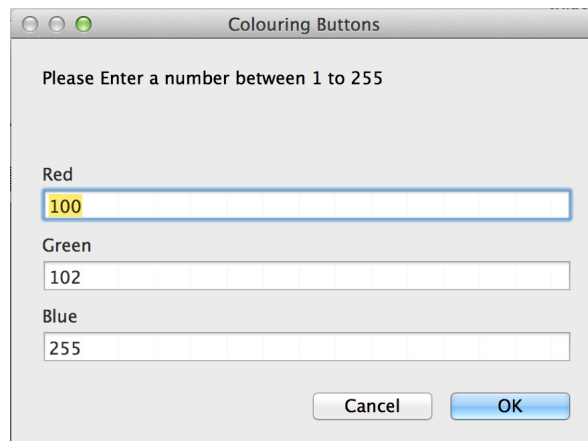 Colouring Buttons
Please Enter a number between 1 to 255
Red
100
Green
102
Blue
255
Cancel OK